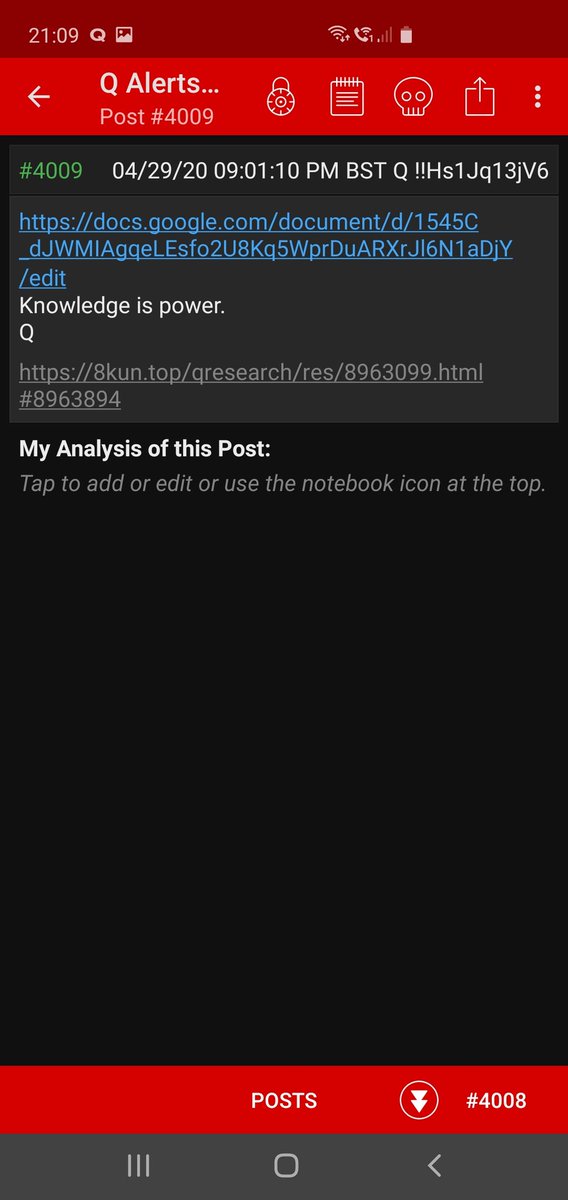 21:09
Q Alerts...
Post #4009
#4009 04/29/20 09:01:10 PM BST Q !!Hs1Jq13jV6
https://docs.google.com/document/d/1545C
_dJWMIAgqeLEsfo2U8Kq5WprDuARXrJl6N1aDjY
/edit
Knowledge is power.
Q
https://8kun.top/qresearch/res/8963099.html
#8963894
My Analysis of this Post:
Tap to add or edit or use the notebook icon at the top.
POSTS #4008